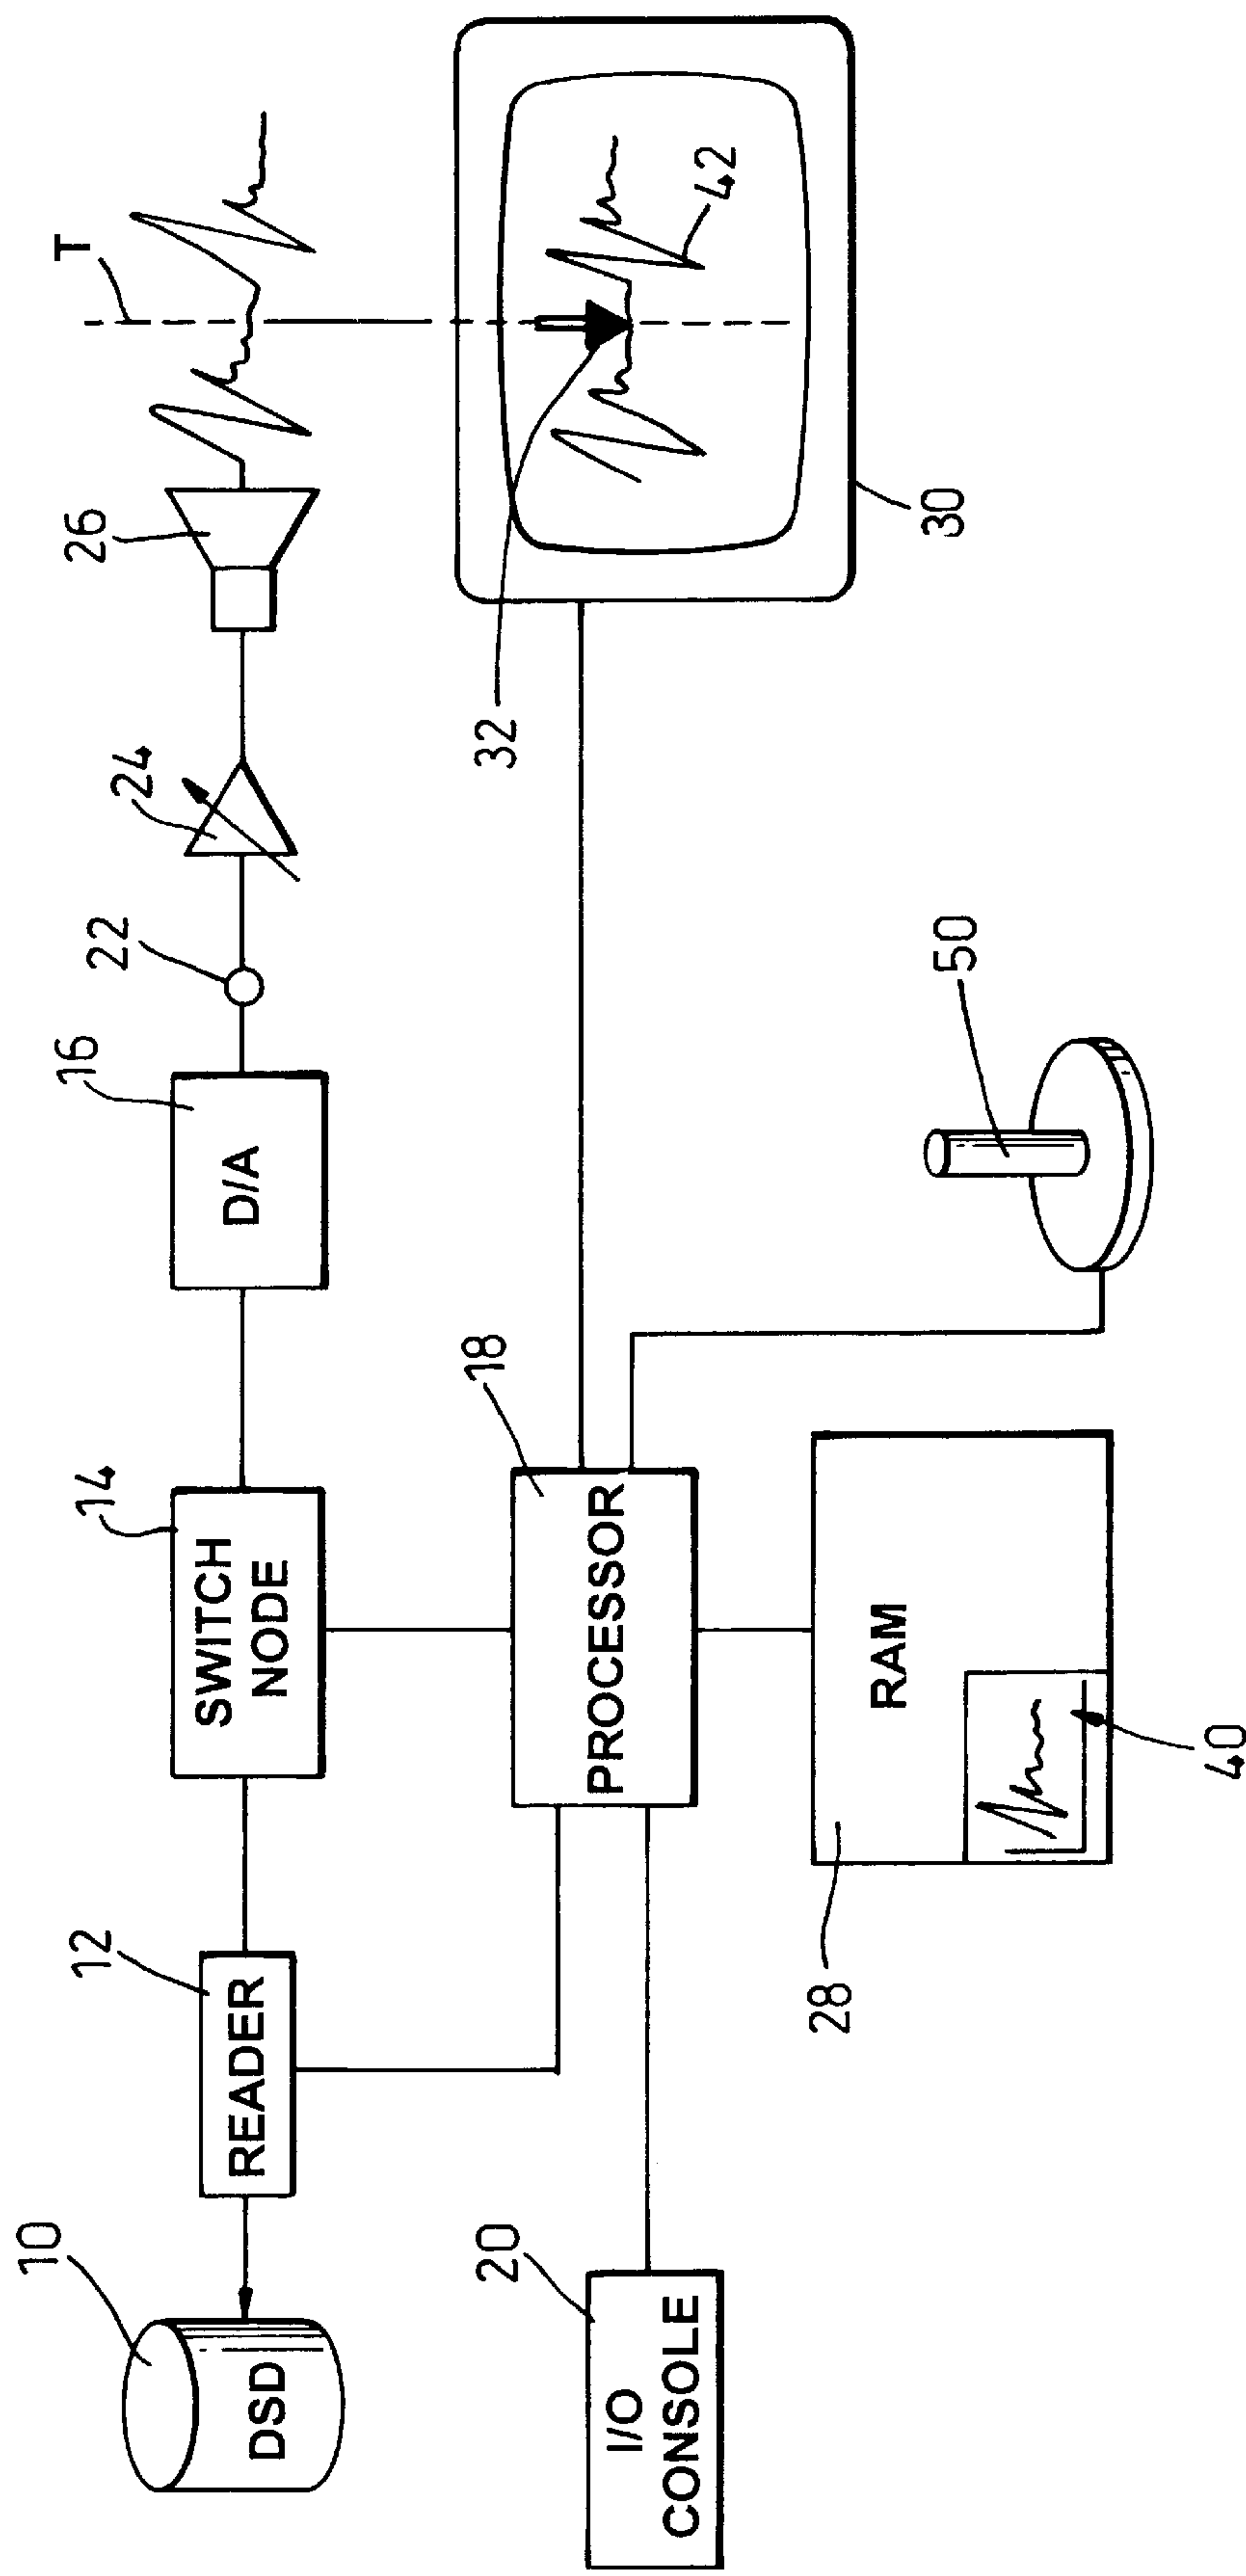 10
DSD
12
READER
14
SWITCH
NODE
16
D/A
22
24
26
T
20
I/O
CONSOLE
18
PROCESSOR
32
42
30
28
RAM
40
50